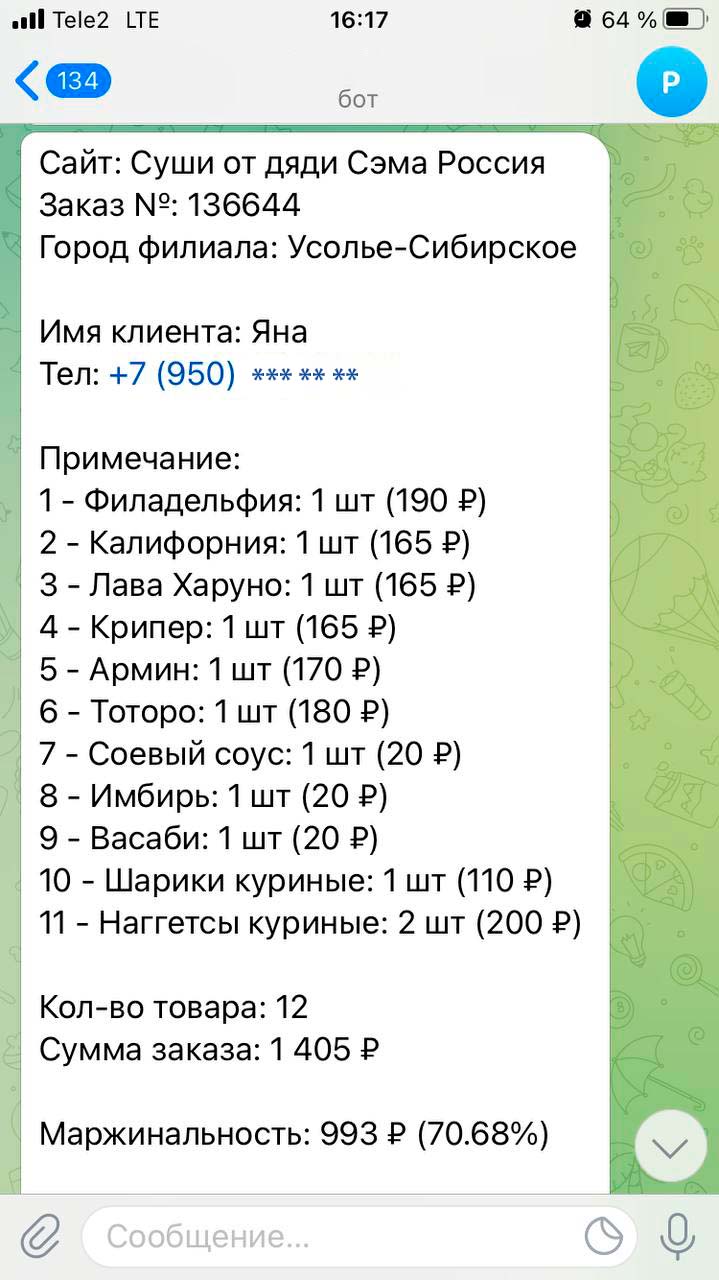 Tele2 LTE 16:17 64 %
134
бот
P
Сайт: Суши от дяди Сэма Россия
Заказ №: 136644
Город филиала: Усолье-Сибирское
Имя клиента: Яна
Тел: +7 (950) *** ** **
Примечание:
1 - Филадельфия: 1 шт (190 ₽)
2 - Калифорния: 1 шт (165 ₽)
3 - Лава Харуно: 1 шт (165 ₽)
4 - Крипер: 1 шт (165 ₽)
5 - Армин: 1 шт (170 ₽)
6 - Тоторо: 1 шт (180 ₽)
7 - Соевый соус: 1 шт (20 ₽)
8 - Имбирь: 1 шт (20 ₽)
9 - Васаби: 1 шт (20 ₽)
10 - Шарики куриные: 1 шт (110 ₽)
11 - Наггетсы куриные: 2 шт (200 ₽)
Кол-во товара: 12
Сумма заказа: 1 405 ₽
Маржинальность: 993 ₽ (70.68%)
Сообщение...